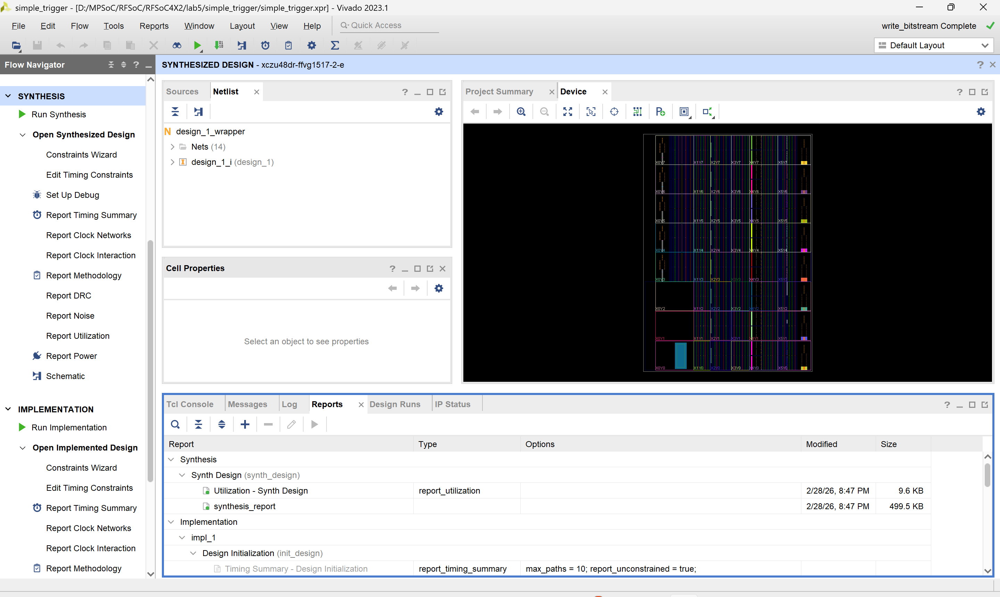 simple_trigger - [D:/MPSoC/RFSoC/RFSoC4X2/lab5/simple_trigger/simple_trigger.xpr] - Vivado 2023.1
File Edit Flow Tools Reports Window Layout View Help
Quick Access
write_bitstream Complete
Default Layout
Flow Navigator
SYNTHESIS
Run Synthesis
Open Synthesized Design
Constraints Wizard
Edit Timing Constraints
Set Up Debug
Report Timing Summary
Report Clock Networks
Report Clock Interaction
Report Methodology
Report DRC
Report Noise
Report Utilization
Report Power
Schematic
IMPLEMENTATION
Run Implementation
Open Implemented Design
Constraints Wizard
Edit Timing Constraints
Report Timing Summary
Report Clock Networks
Report Clock Interaction
Report Methodology
SYNTHESIZED DESIGN - xczu48dr-ffvg1517-2-e
Sources Netlist
N design_1_wrapper
Nets (14)
design_1_i (design_1)
Cell Properties
Select an object to see properties
Project Summary Device
X0Y7 X1Y7 X2Y7 X3Y7 X4Y7 X5Y7
X0Y6 X1Y6 X2Y6 X3Y6 X4Y6 X5Y6
X0Y5 X1Y5 X2Y5 X3Y5 X4Y5 X5Y5
X0Y4 X1Y4 X2Y4 X3Y4 X4Y4 X5Y4
X0Y3 X1Y3 X2Y3 X3Y3 X4Y3 X5Y3
X0Y2 X1Y2 X2Y2 X3Y2 X4Y2 X5Y2
X0Y1 X1Y1 X2Y1 X3Y1 X4Y1 X5Y1
X0Y0 X1Y0 X2Y0 X3Y0 X4Y0 X5Y0
Tcl Console Messages Log Reports Design Runs IP Status
Report Type Options Modified Size
Synthesis
Synth Design (synth_design)
Utilization - Synth Design report_utilization 2/28/26, 8:47 PM 9.6 KB
synthesis_report 2/28/26, 8:47 PM 499.5 KB
Implementation
impl_1
Design Initialization (init_design)
Timing Summary - Design Initialization report_timing_summary max_paths = 10; report_unconstrained = true;